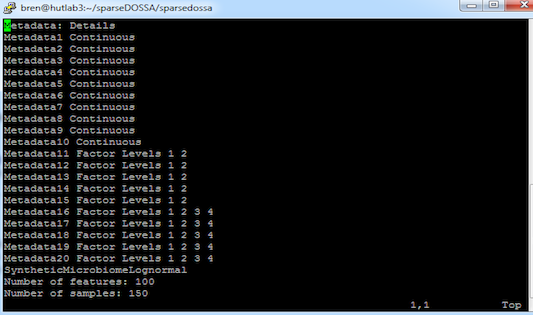 bren@hutlab3:~/sparseDOSSA/sparsedossa
Metadata: Details
Metadata1 Continuous
Metadata2 Continuous
Metadata3 Continuous
Metadata4 Continuous
Metadata5 Continuous
Metadata6 Continuous
Metadata7 Continuous
Metadata8 Continuous
Metadata9 Continuous
Metadata10 Continuous
Metadata11 Factor Levels 1 2
Metadata12 Factor Levels 1 2
Metadata13 Factor Levels 1 2
Metadata14 Factor Levels 1 2
Metadata15 Factor Levels 1 2
Metadata16 Factor Levels 1 2 3 4
Metadata17 Factor Levels 1 2 3 4
Metadata18 Factor Levels 1 2 3 4
Metadata19 Factor Levels 1 2 3 4
Metadata20 Factor Levels 1 2 3 4
SyntheticMicrobiomeLognormal
Number of features: 100
Number of samples: 150
1,1 Top